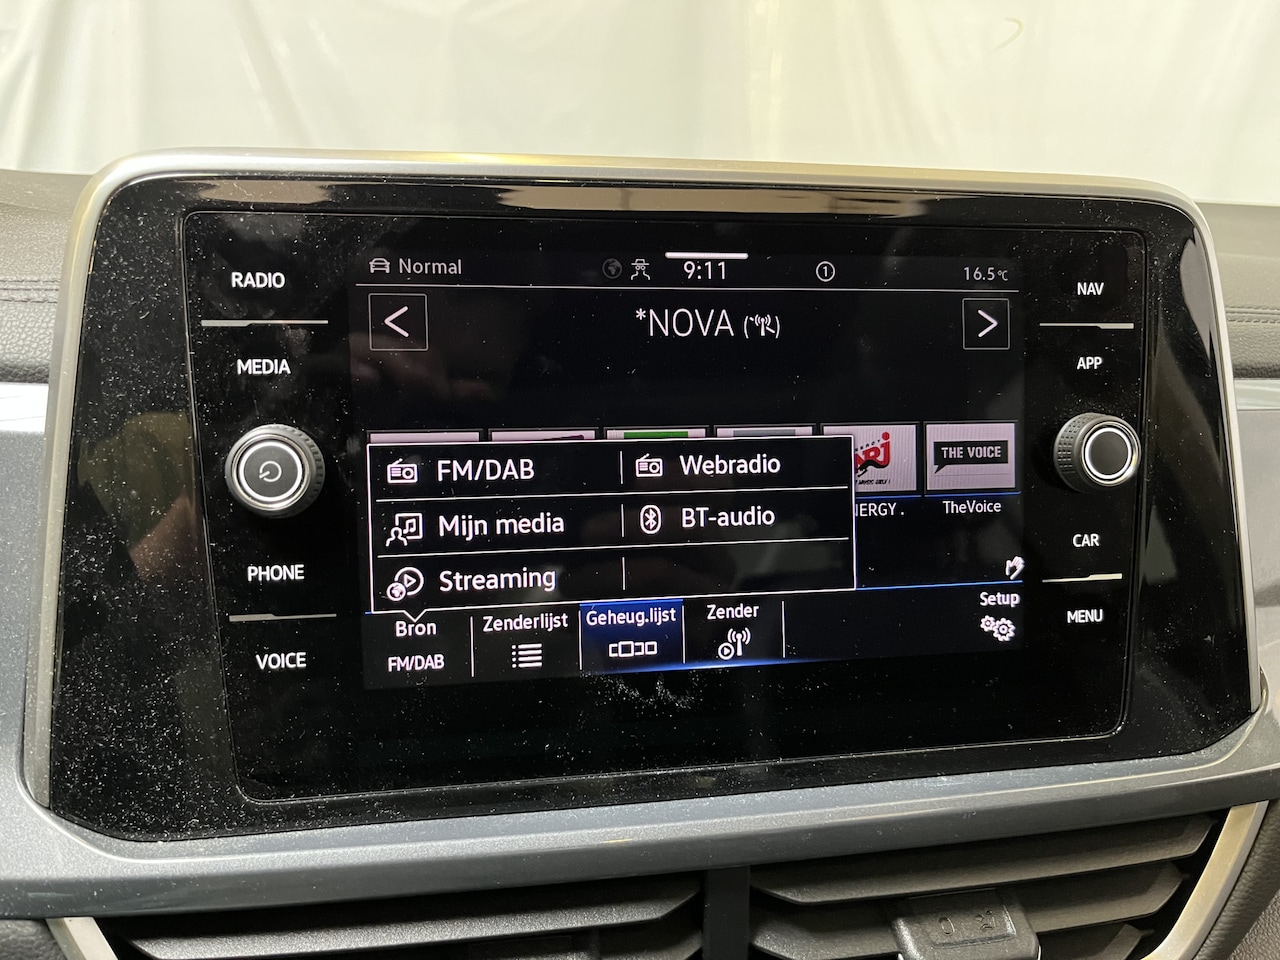 RADIO
MEDIA
PHONE
VOICE
Normal
9:11
1
16.5°C
*NOVA
FM/DAB
Webradio
Mijn media
BT-audio
Streaming
THE VOICE
TheVoice
Bron
FM/DAB
Zenderlijst
Geheug.lijst
Zender
Setup
NAV
APP
CAR
MENU